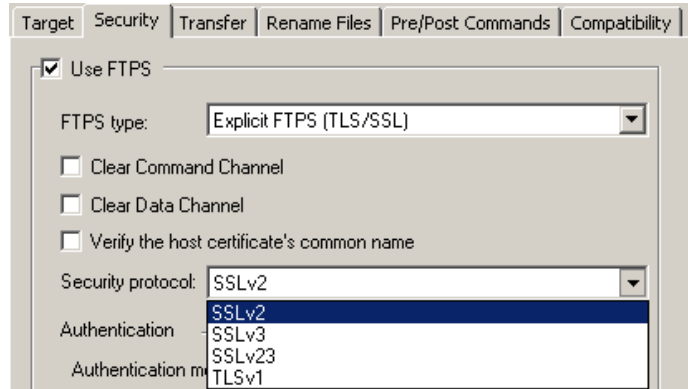 Target Security Transfer Rename Files Pre/Post Commands Compatibility
Use FTPS
FTPS type: Explicit FTPS (TLS/SSL)
Clear Command Channel
Clear Data Channel
Verify the host certificate's common name
Security protocol: SSLv2
SSLv2
Authentication SSLv3
SSLv23
Authentication TLSv1